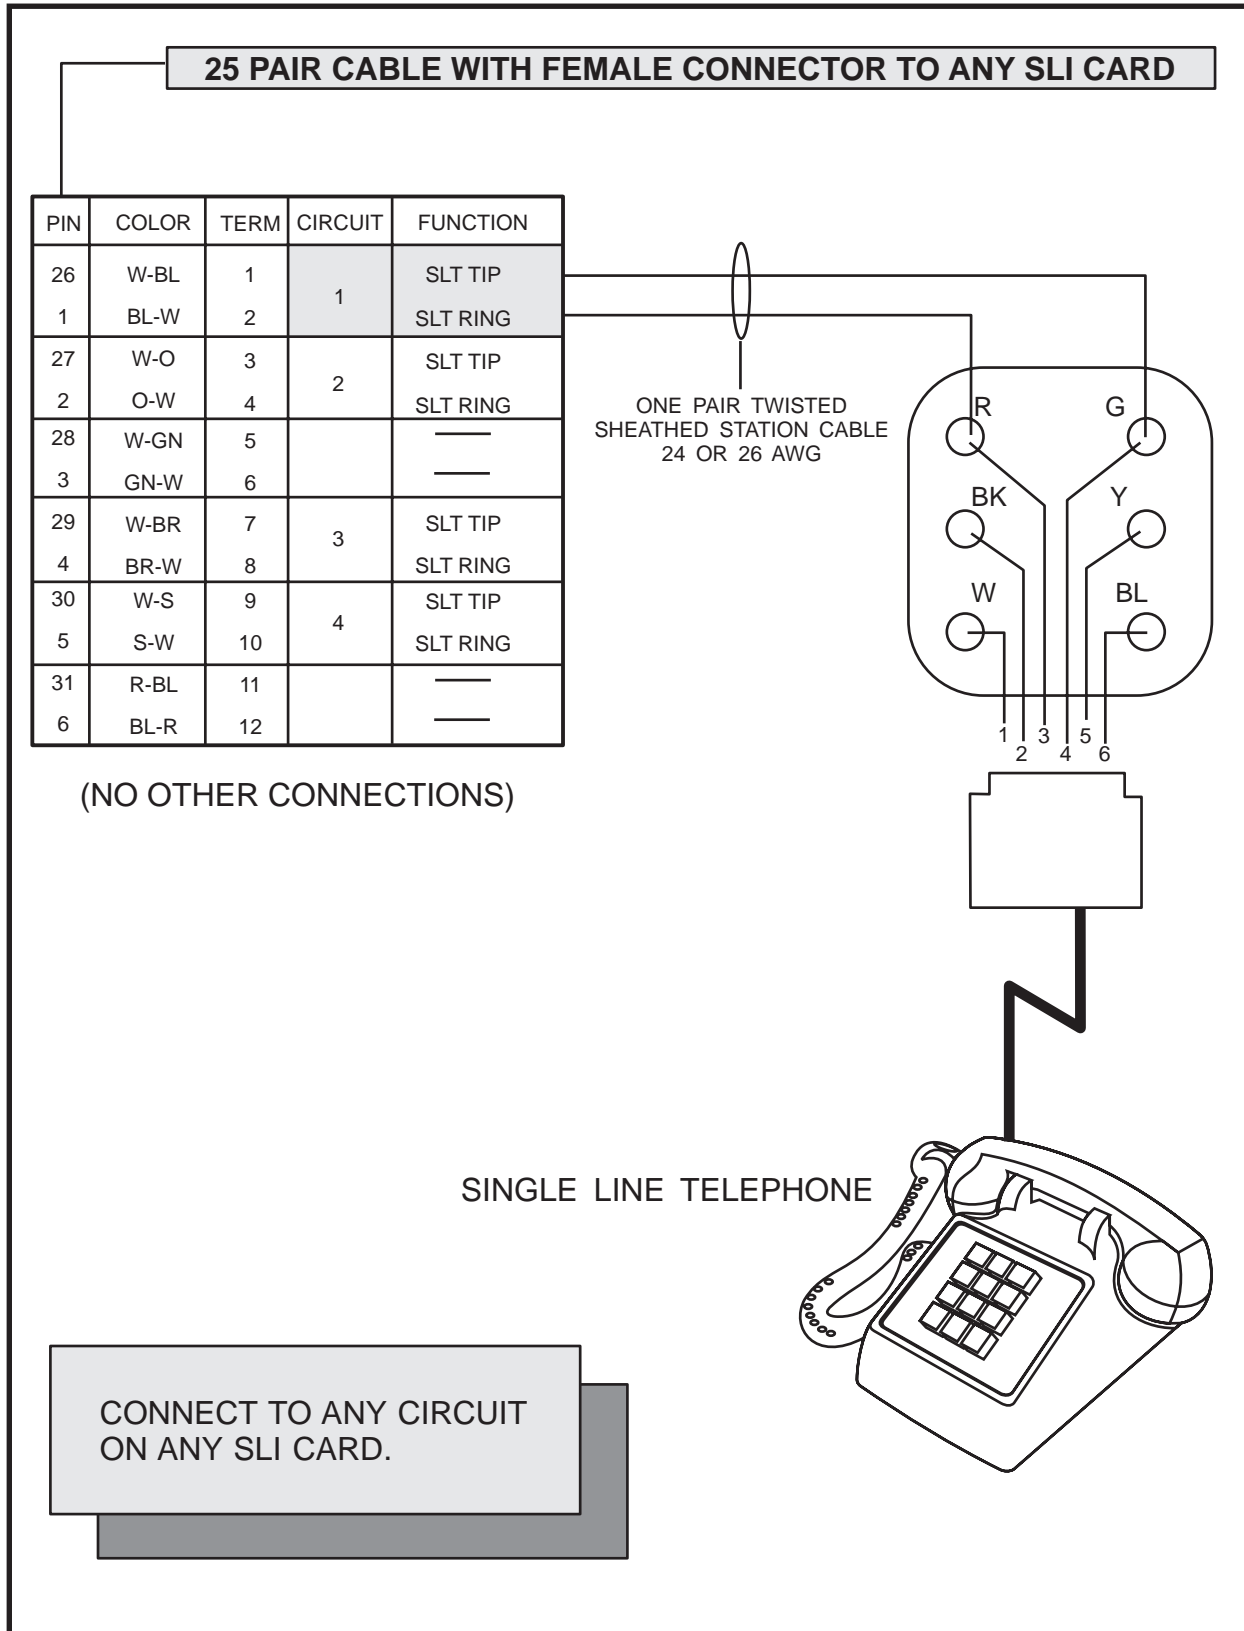 25 PAIR CABLE WITH FEMALE CONNECTOR TO ANY SLI CARD
PIN COLOR TERM CIRCUIT FUNCTION
26 W-BL 1 1 SLT TIP
1 BL-W 2 SLT RING
27 W-O 3 2 SLT TIP
2 O-W 4 SLT RING
28 W-GN 5
3 GN-W 6
29 W-BR 7 3 SLT TIP
4 BR-W 8 SLT RING
30 W-S 9 4 SLT TIP
5 S-W 10 SLT RING
31 R-BL 11
6 BL-R 12
(NO OTHER CONNECTIONS)
ONE PAIR TWISTED
SHEATHED STATION CABLE
24 OR 26 AWG
R G
BK Y
W BL
1 2 3 4 5 6
SINGLE LINE TELEPHONE
CONNECT TO ANY CIRCUIT
ON ANY SLI CARD.